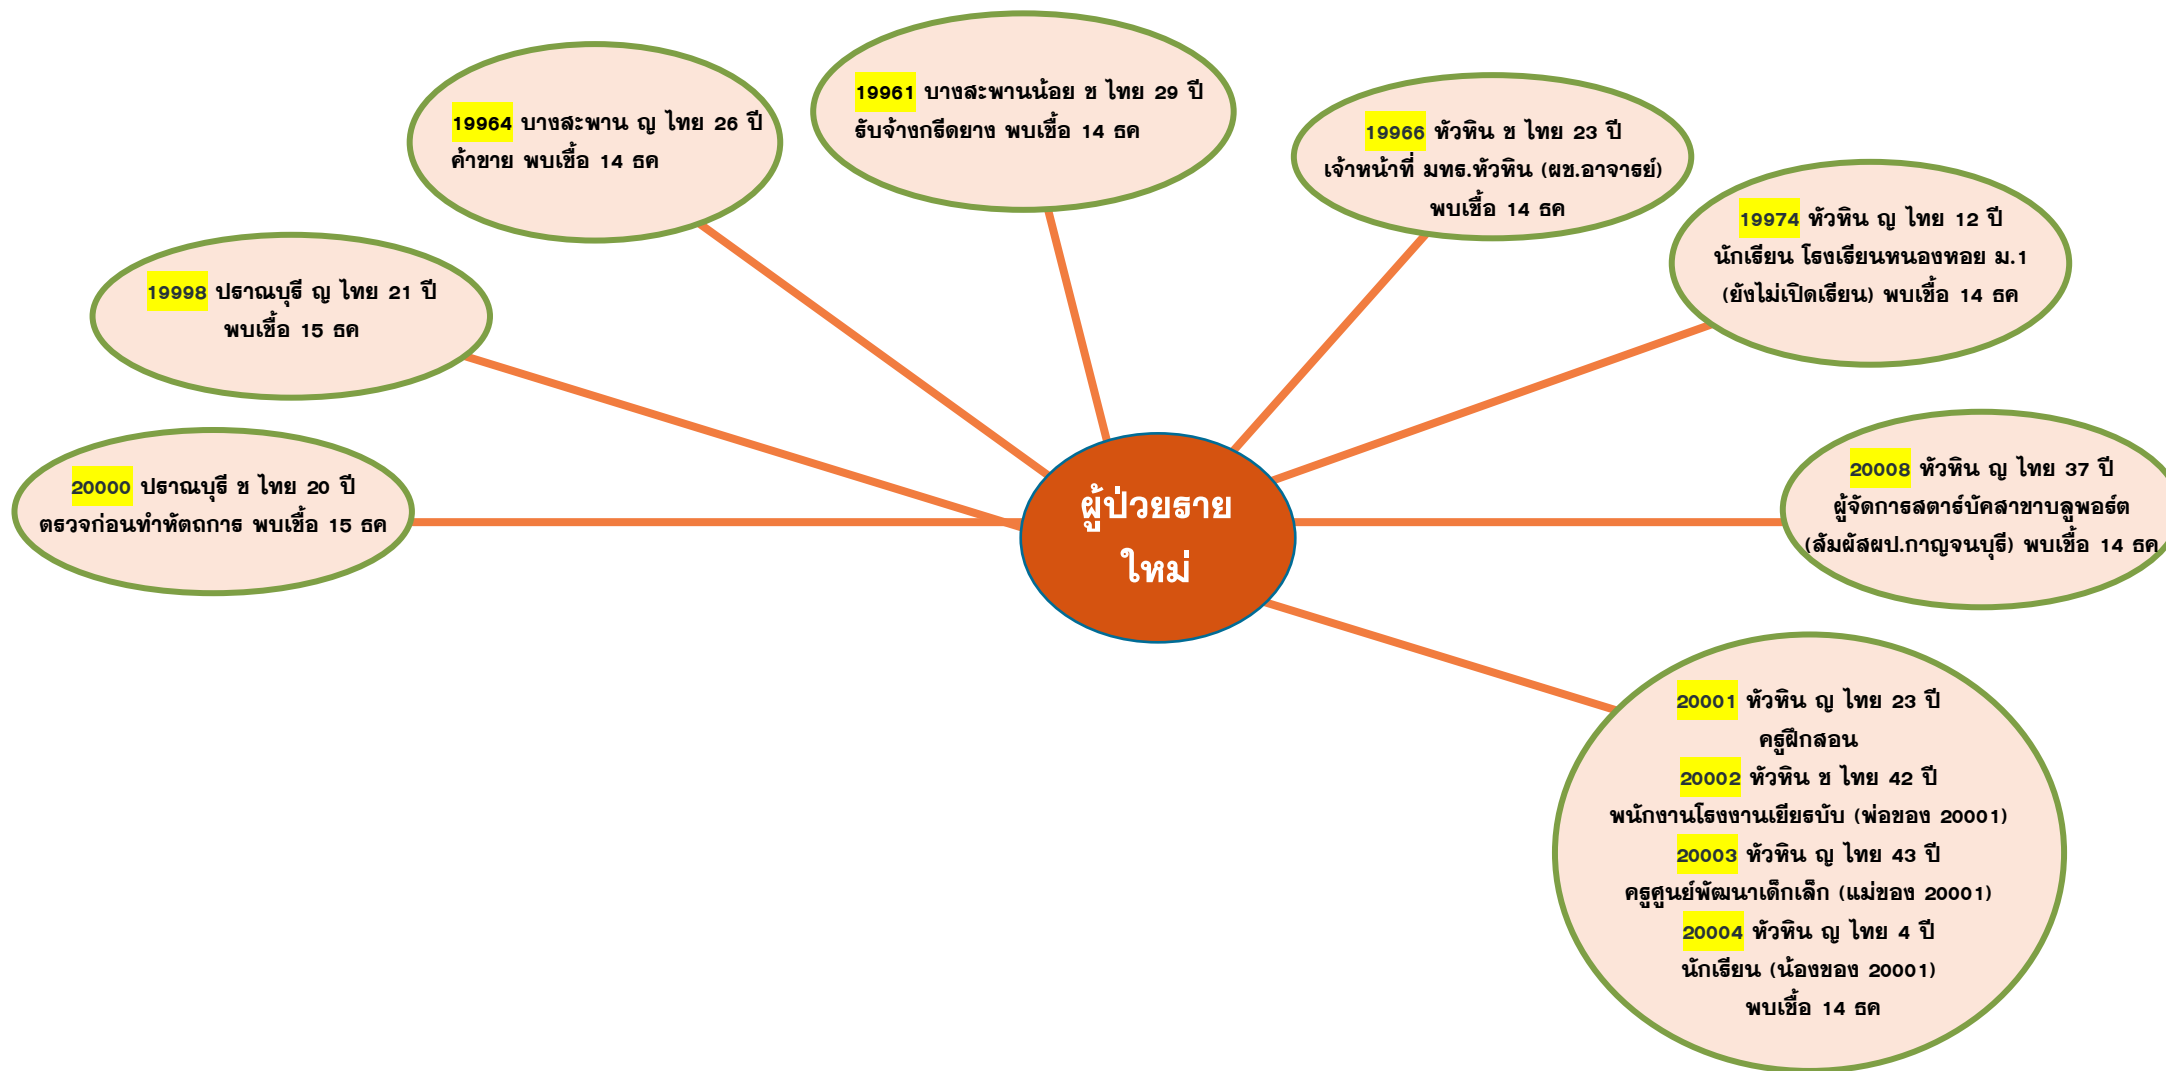 19961 บางสะพานน้อย ช ไทย 29 ปี
รับจ้างกรีดยาง พบเชื้อ 14 ธค
19964 บางสะพาน ญ ไทย 26 ปี
ค้าขาย พบเชื้อ 14 ธค
19966 หัวหิน ช ไทย 23 ปี
เจ้าหน้าที่ มทร.หัวหิน (ผช.อาจารย์)
พบเชื้อ 14 ธค
19974 หัวหิน ญ ไทย 12 ปี
นักเรียน โรงเรียนหนองหอย ม.1
(ยังไม่เปิดเรียน) พบเชื้อ 14 ธค
19998 ปราณบุรี ญ ไทย 21 ปี
พบเชื้อ 15 ธค
20000 ปราณบุรี ช ไทย 20 ปี
ตรวจก่อนทำหัตถการ พบเชื้อ 15 ธค
ผู้ป่วยราย
ใหม่
20008 หัวหิน ญ ไทย 37 ปี
ผู้จัดการสตาร์บัคสาขาบลูพอร์ต
(สัมผัสผป.กาญจนบุรี) พบเชื้อ 14 ธค
20001 หัวหิน ญ ไทย 23 ปี
ครูฝึกสอน
20002 หัวหิน ช ไทย 42 ปี
พนักงานโรงงานเยียรบับ (พ่อของ 20001)
20003 หัวหิน ญ ไทย 43 ปี
ครูศูนย์พัฒนาเด็กเล็ก (แม่ของ 20001)
20004 หัวหิน ญ ไทย 4 ปี
นักเรียน (น้องของ 20001)
พบเชื้อ 14 ธค